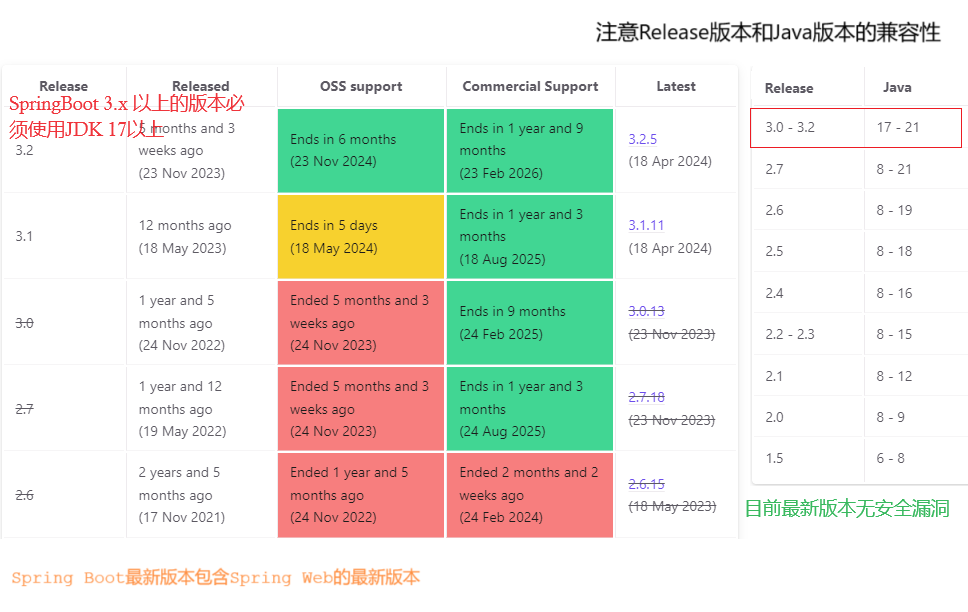 注意Release版本和Java版本的兼容性
Release Released OSS support Commercial Support Latest
SpringBoot 3.x 以上的版本必
须使用JDK 17以上
3.2
5 months and 3
weeks ago
(23 Nov 2023)
Ends in 6 months
(23 Nov 2024)
Ends in 1 year and 9
months
(23 Feb 2026)
3.2.5
(18 Apr 2024)
3.1
12 months ago
(18 May 2023)
Ends in 5 days
(18 May 2024)
Ends in 1 year and 3
months
(18 Aug 2025)
3.1.11
(18 Apr 2024)
3.0
1 year and 5
months ago
(24 Nov 2022)
Ended 5 months and 3
weeks ago
(24 Nov 2023)
Ends in 9 months
(24 Feb 2025)
3.0.13
(23 Nov 2023)
2.7
1 year and 12
months ago
(19 May 2022)
Ended 5 months and 3
weeks ago
(24 Nov 2023)
Ends in 1 year and 3
months
(24 Aug 2025)
2.7.18
(23 Nov 2023)
2.6
2 years and 5
months ago
(17 Nov 2021)
Ended 1 year and 5
months ago
(24 Nov 2022)
Ended 2 months and 2
weeks ago
(24 Feb 2024)
2.6.15
(18 May 2023)
Release Java
3.0 - 3.2 17 - 21
2.7 8 - 21
2.6 8 - 19
2.5 8 - 18
2.4 8 - 16
2.2 - 2.3 8 - 15
2.1 8 - 12
2.0 8 - 9
1.5 6 - 8
目前最新版本无安全漏洞
Spring Boot最新版本包含Spring Web的最新版本